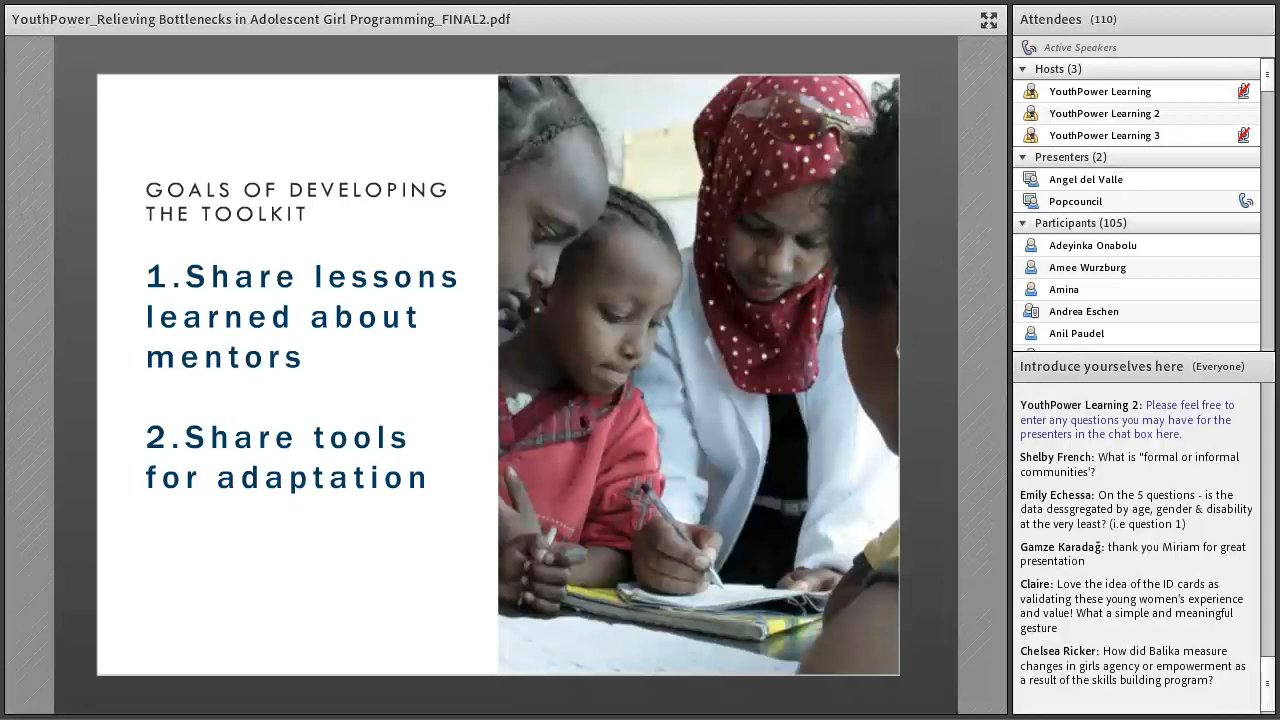 YouthPower_Relieving Bottlenecks in Adolescent Girl Programming_FINAL2.pdf
GOALS OF DEVELOPING
THE TOOLKIT
1.Share lessons
learned about
mentors
2.Share tools
for adaptation
Attendees (110)
Active Speakers
Hosts (3)
YouthPower Learning
YouthPower Learning 2
YouthPower Learning 3
Presenters (2)
Angel del Valle
Popcouncil
Participants (105)
Adeyinka Onabolu
Amee Wurzburg
Amina
Andrea Eschen
Anil Paudel
Introduce yourselves here (Everyone)
YouthPower Learning 2: Please feel free to
enter any questions you may have for the
presenters in the chat box here.
Shelby French: What is "formal or informal
communities'?
Emily Echessa: On the 5 questions - is the
data dessgregated by age, gender & disability
at the very least? (i.e question 1)
Gamze Karadağ: thank you Miriam for great
presentation
Claire: Love the idea of the ID cards as
validating these young women's experience
and value! What a simple and meaningful
gesture
Chelsea Ricker: How did Balika measure
changes in girls agency or empowerment as
a result of the skills building program?